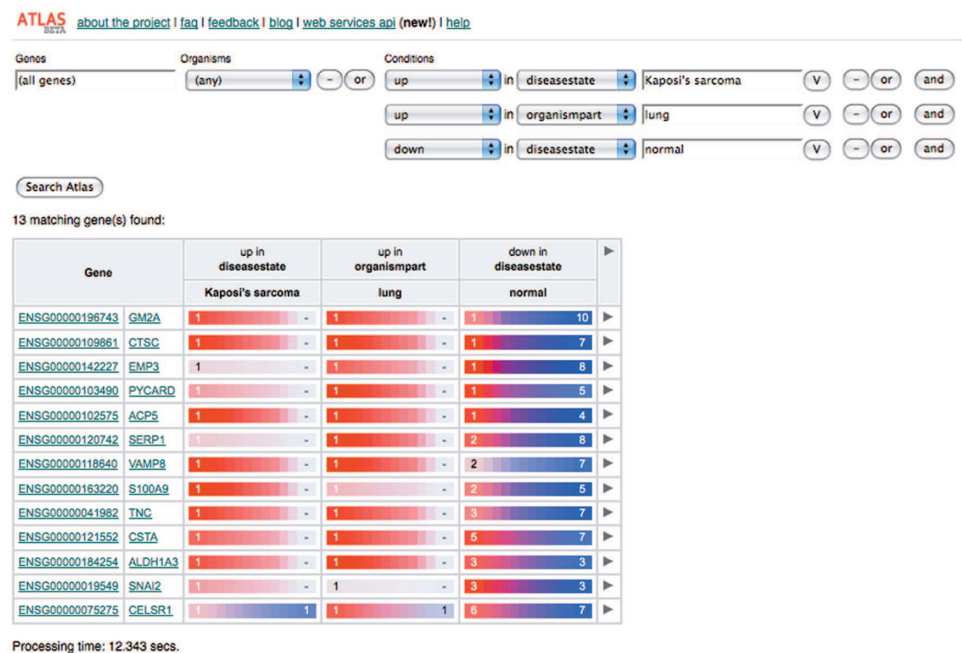 ATLAS BETA about the project | faq | feedback | blog | web services api (new!) | help
Genes Organisms Conditions
(all genes) (any) - or up in diseasestate Kaposi's sarcoma V - or and
up in organismpart lung V - or and
down in diseasestate normal V - or and
Search Atlas
13 matching gene(s) found:
Gene up in diseasestate up in organismpart down in diseasestate
Kaposi's sarcoma lung normal
ENSG00000196743 GM2A 1 - 1 - 1 10
ENSG00000109861 CTSC 1 - 1 - 1 7
ENSG00000142227 EMP3 1 - 1 - 1 8
ENSG00000103490 PYCARD 1 - 1 - 1 5
ENSG00000102575 ACP5 1 - 1 - 1 4
ENSG00000120742 SERP1 1 - 1 - 2 8
ENSG00000118640 VAMP8 1 - 1 - 2 7
ENSG00000163220 S100A9 1 - 1 - 2 5
ENSG00000041982 TNC 1 - 1 - 3 7
ENSG00000121552 CSTA 1 - 1 - 5 7
ENSG00000184254 ALDH1A3 1 - 1 - 3 3
ENSG00000019549 SNAI2 1 - 1 - 3 3
ENSG00000075275 CELSR1 1 1 1 1 6 7
Processing time: 12.343 secs.